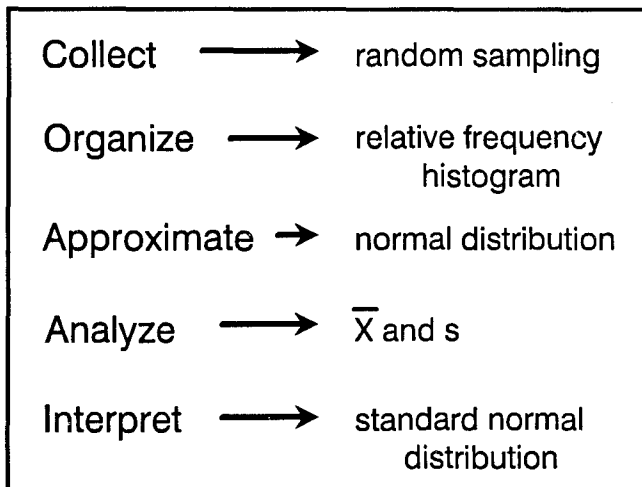 Collect → random sampling
Organize → relative frequency
histogram
Approximate → normal distribution
Analyze → X̄ and s
Interpret → standard normal
distribution